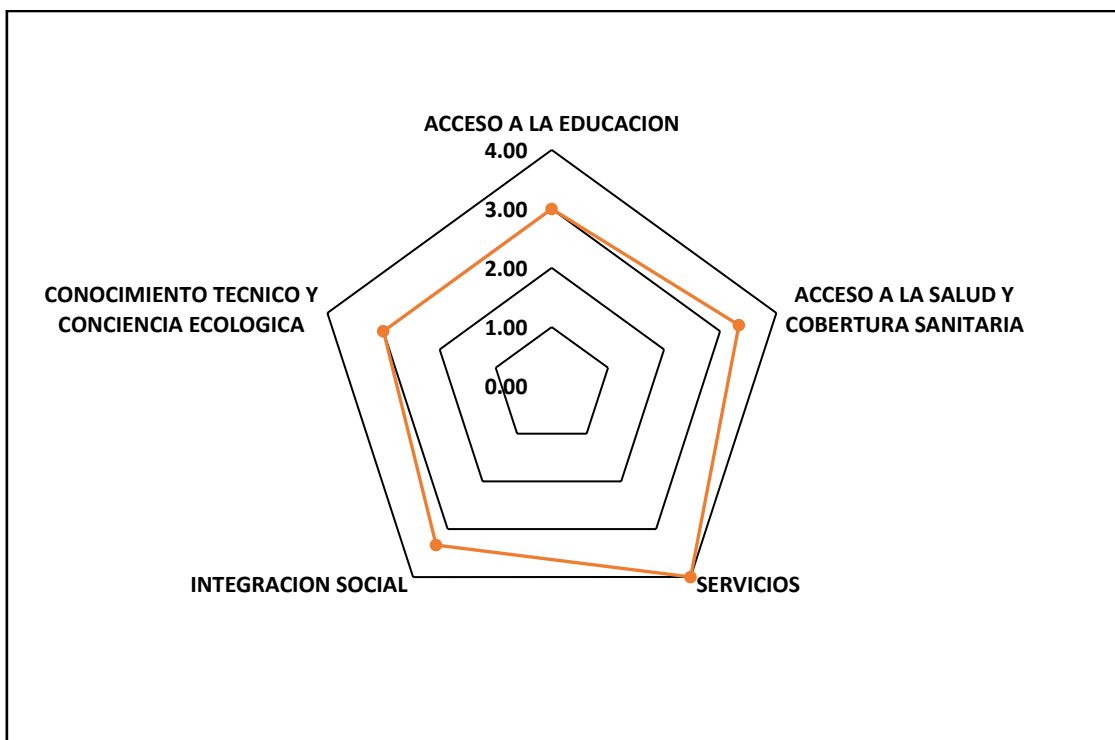 ACCESO A LA EDUCACION
4.00
3.00
2.00
1.00
0.00
ACCESO A LA SALUD Y
COBERTURA SANITARIA
SERVICIOS
INTEGRACION SOCIAL
CONOCIMIENTO TECNICO Y
CONCIENCIA ECOLOGICA